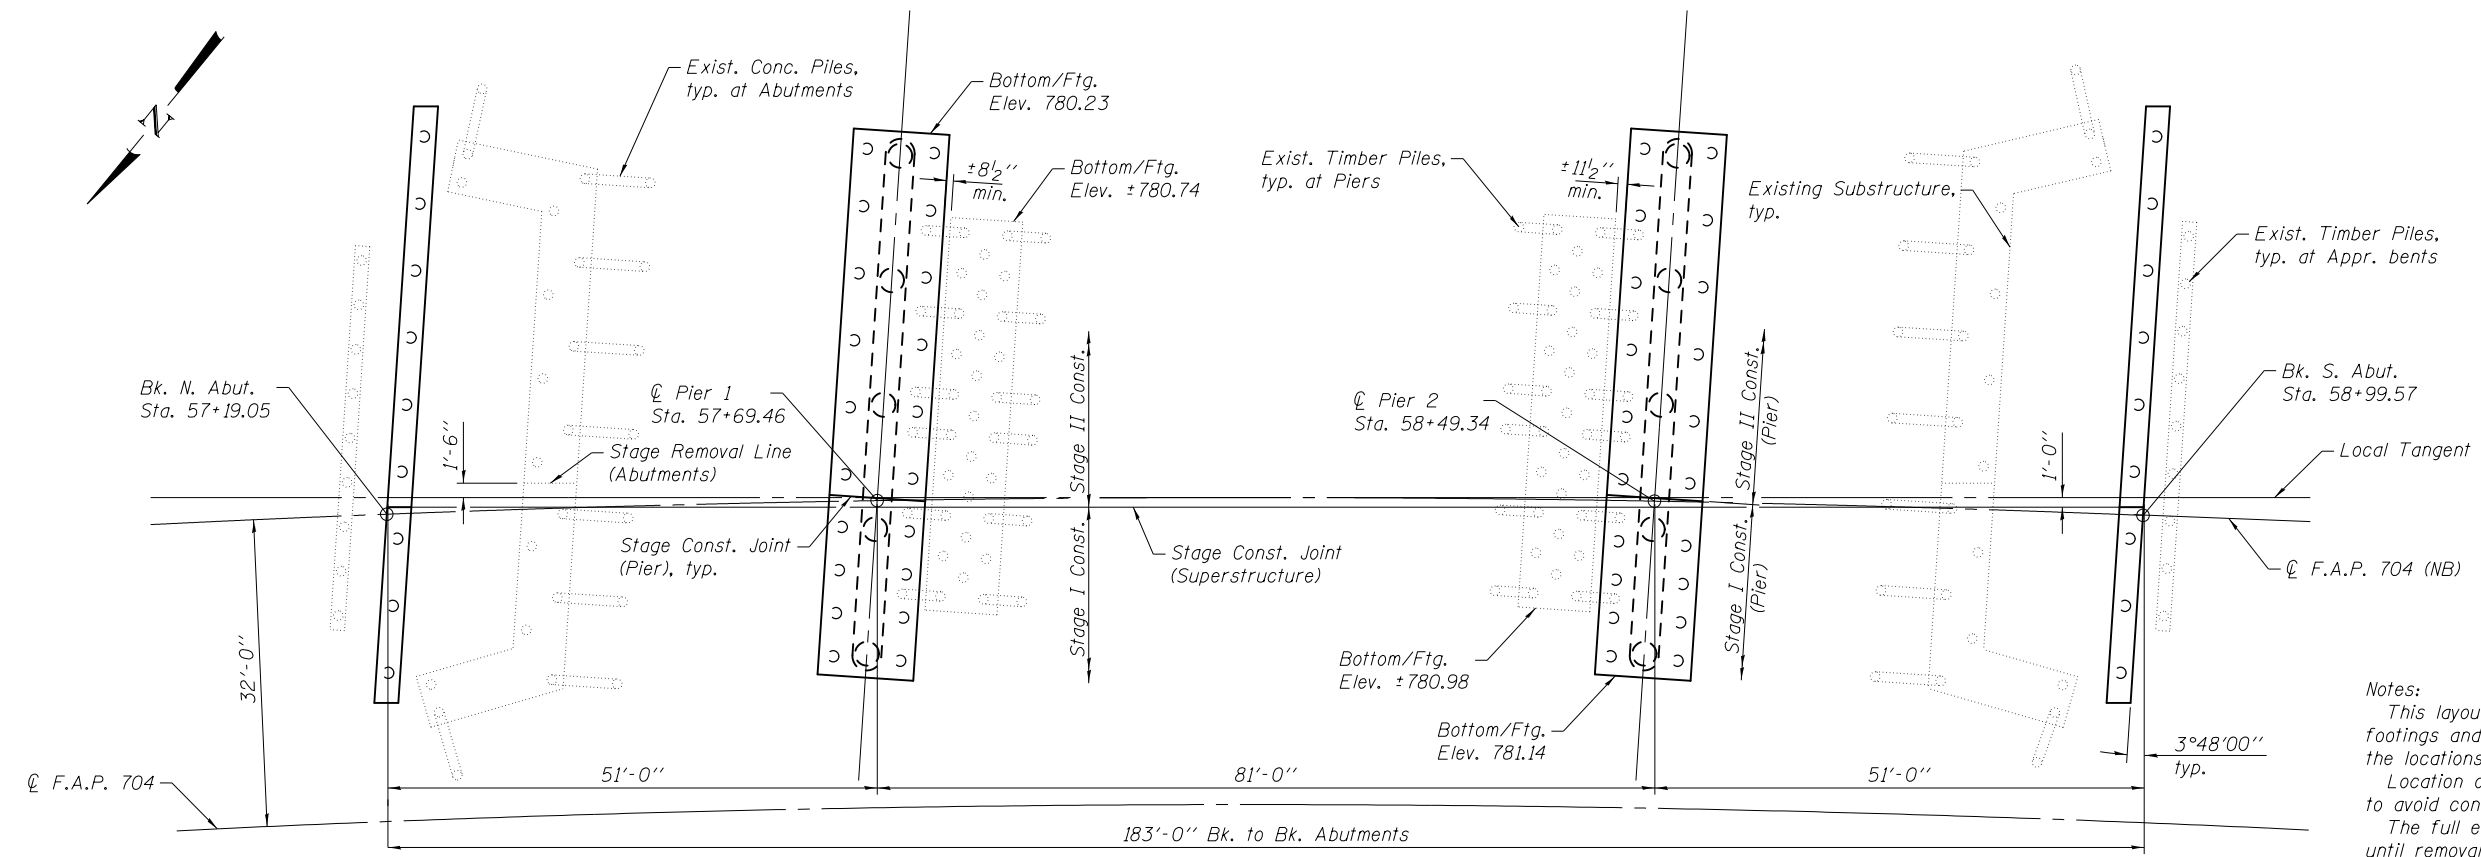 N
Exist. Conc. Piles,
typ. at Abutments
Bottom/Ftg.
Elev. 780.23
±8½''
min.
Bottom/Ftg.
Elev. ±780.74
Exist. Timber Piles,
typ. at Piers
±11½''
min.
Existing Substructure,
typ.
Exist. Timber Piles,
typ. at Appr. bents
Bk. N. Abut.
Sta. 57+19.05
℄ Pier 1
Sta. 57+69.46
℄ Pier 2
Sta. 58+49.34
Bk. S. Abut.
Sta. 58+99.57
1'-6''
Stage Removal Line
(Abutments)
Stage II Const.
Stage II Const.
(Pier)
1'-0''
Local Tangent
Stage Const. Joint
(Pier), typ.
Stage Const. Joint
(Superstructure)
Stage I Const.
Stage I Const.
(Pier)
℄ F.A.P. 704 (NB)
32'-0''
Bottom/Ftg.
Elev. ±780.98
Bottom/Ftg.
Elev. 781.14
3°48'00''
typ.
℄ F.A.P. 704
51'-0''
81'-0''
51'-0''
183'-0'' Bk. to Bk. Abutments
Notes:
This layou
footings and
the locations
Location o
to avoid con
The full e
until removal